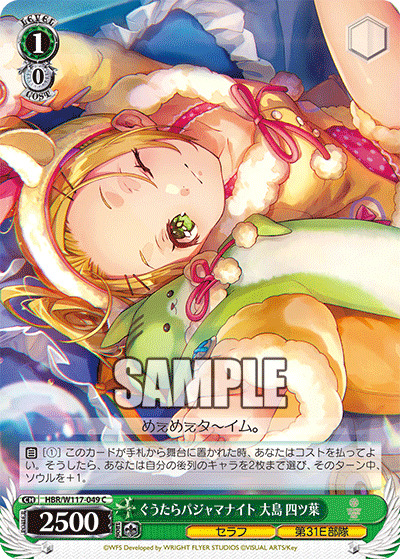 LEVEL
1
0
COST
SAMPLE
めぇめぇタ～イム。
自 [①] このカードが手札から舞台に置かれた時、あなたはコストを払ってよ
い。そうしたら、あなたは自分の後列のキャラを2枚まで選び、そのターン中、
ソウルを+1。
CH HBR/W117-049 C
2500
ぐうたらパジャマナイト 大島 四ツ葉
セラフ 第31E部隊
©WFS Developed by WRIGHT FLYER STUDIOS ©VISUAL ARTS/Key